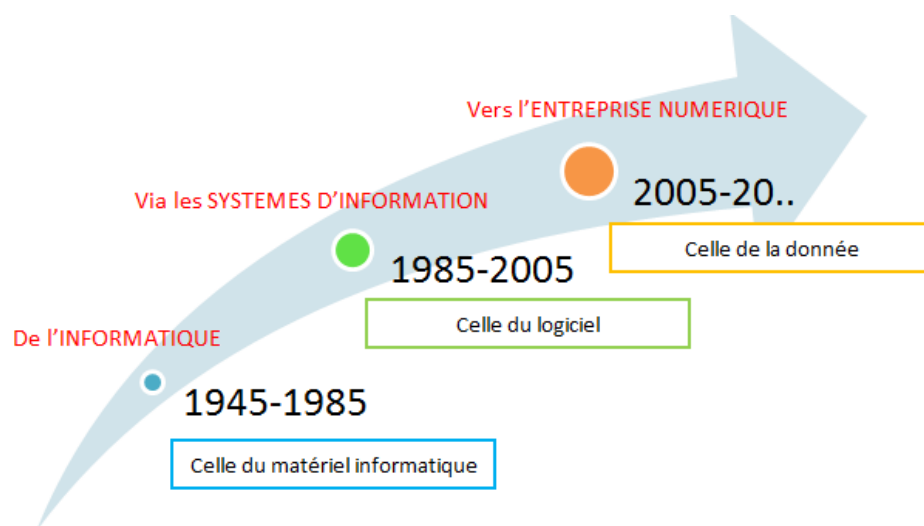 Vers l'ENTREPRISE NUMERIQUE
2005-20..
Celle de la donnée
Via les SYSTEMES D'INFORMATION
1985-2005
Celle du logiciel
De l'INFORMATIQUE
1945-1985
Celle du matériel informatique